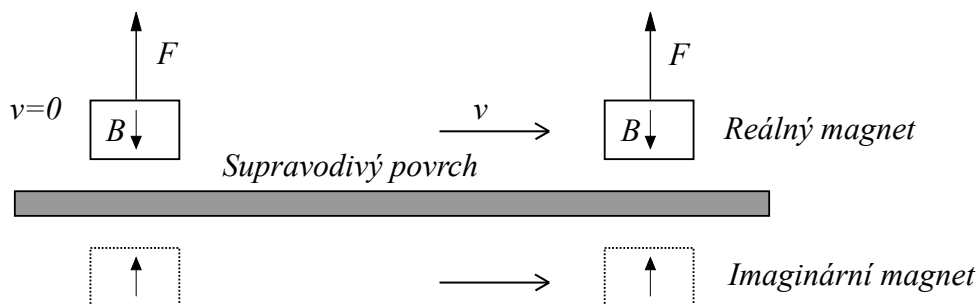 F
F
v=0
B
v
B
Reálný magnet
Supravodivý povrch
Imaginární magnet